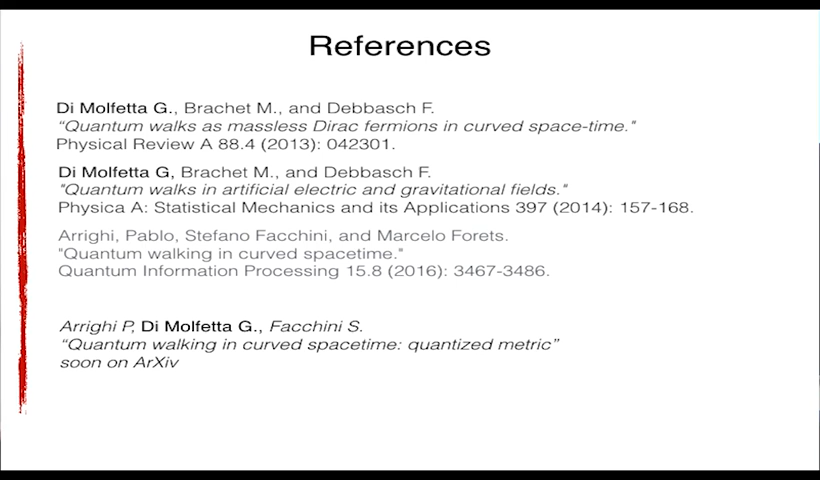 References
Di Molfetta G., Brachet M., and Debbasch F.
“Quantum walks as massless Dirac fermions in curved space-time."
Physical Review A 88.4 (2013): 042301.
Di Molfetta G, Brachet M., and Debbasch F.
"Quantum walks in artificial electric and gravitational fields."
Physica A: Statistical Mechanics and its Applications 397 (2014): 157-168.
Arrighi, Pablo, Stefano Facchini, and Marcelo Forets.
"Quantum walking in curved spacetime."
Quantum Information Processing 15.8 (2016): 3467-3486.
Arrighi P, Di Molfetta G., Facchini S.
“Quantum walking in curved spacetime: quantized metric”
soon on ArXiv